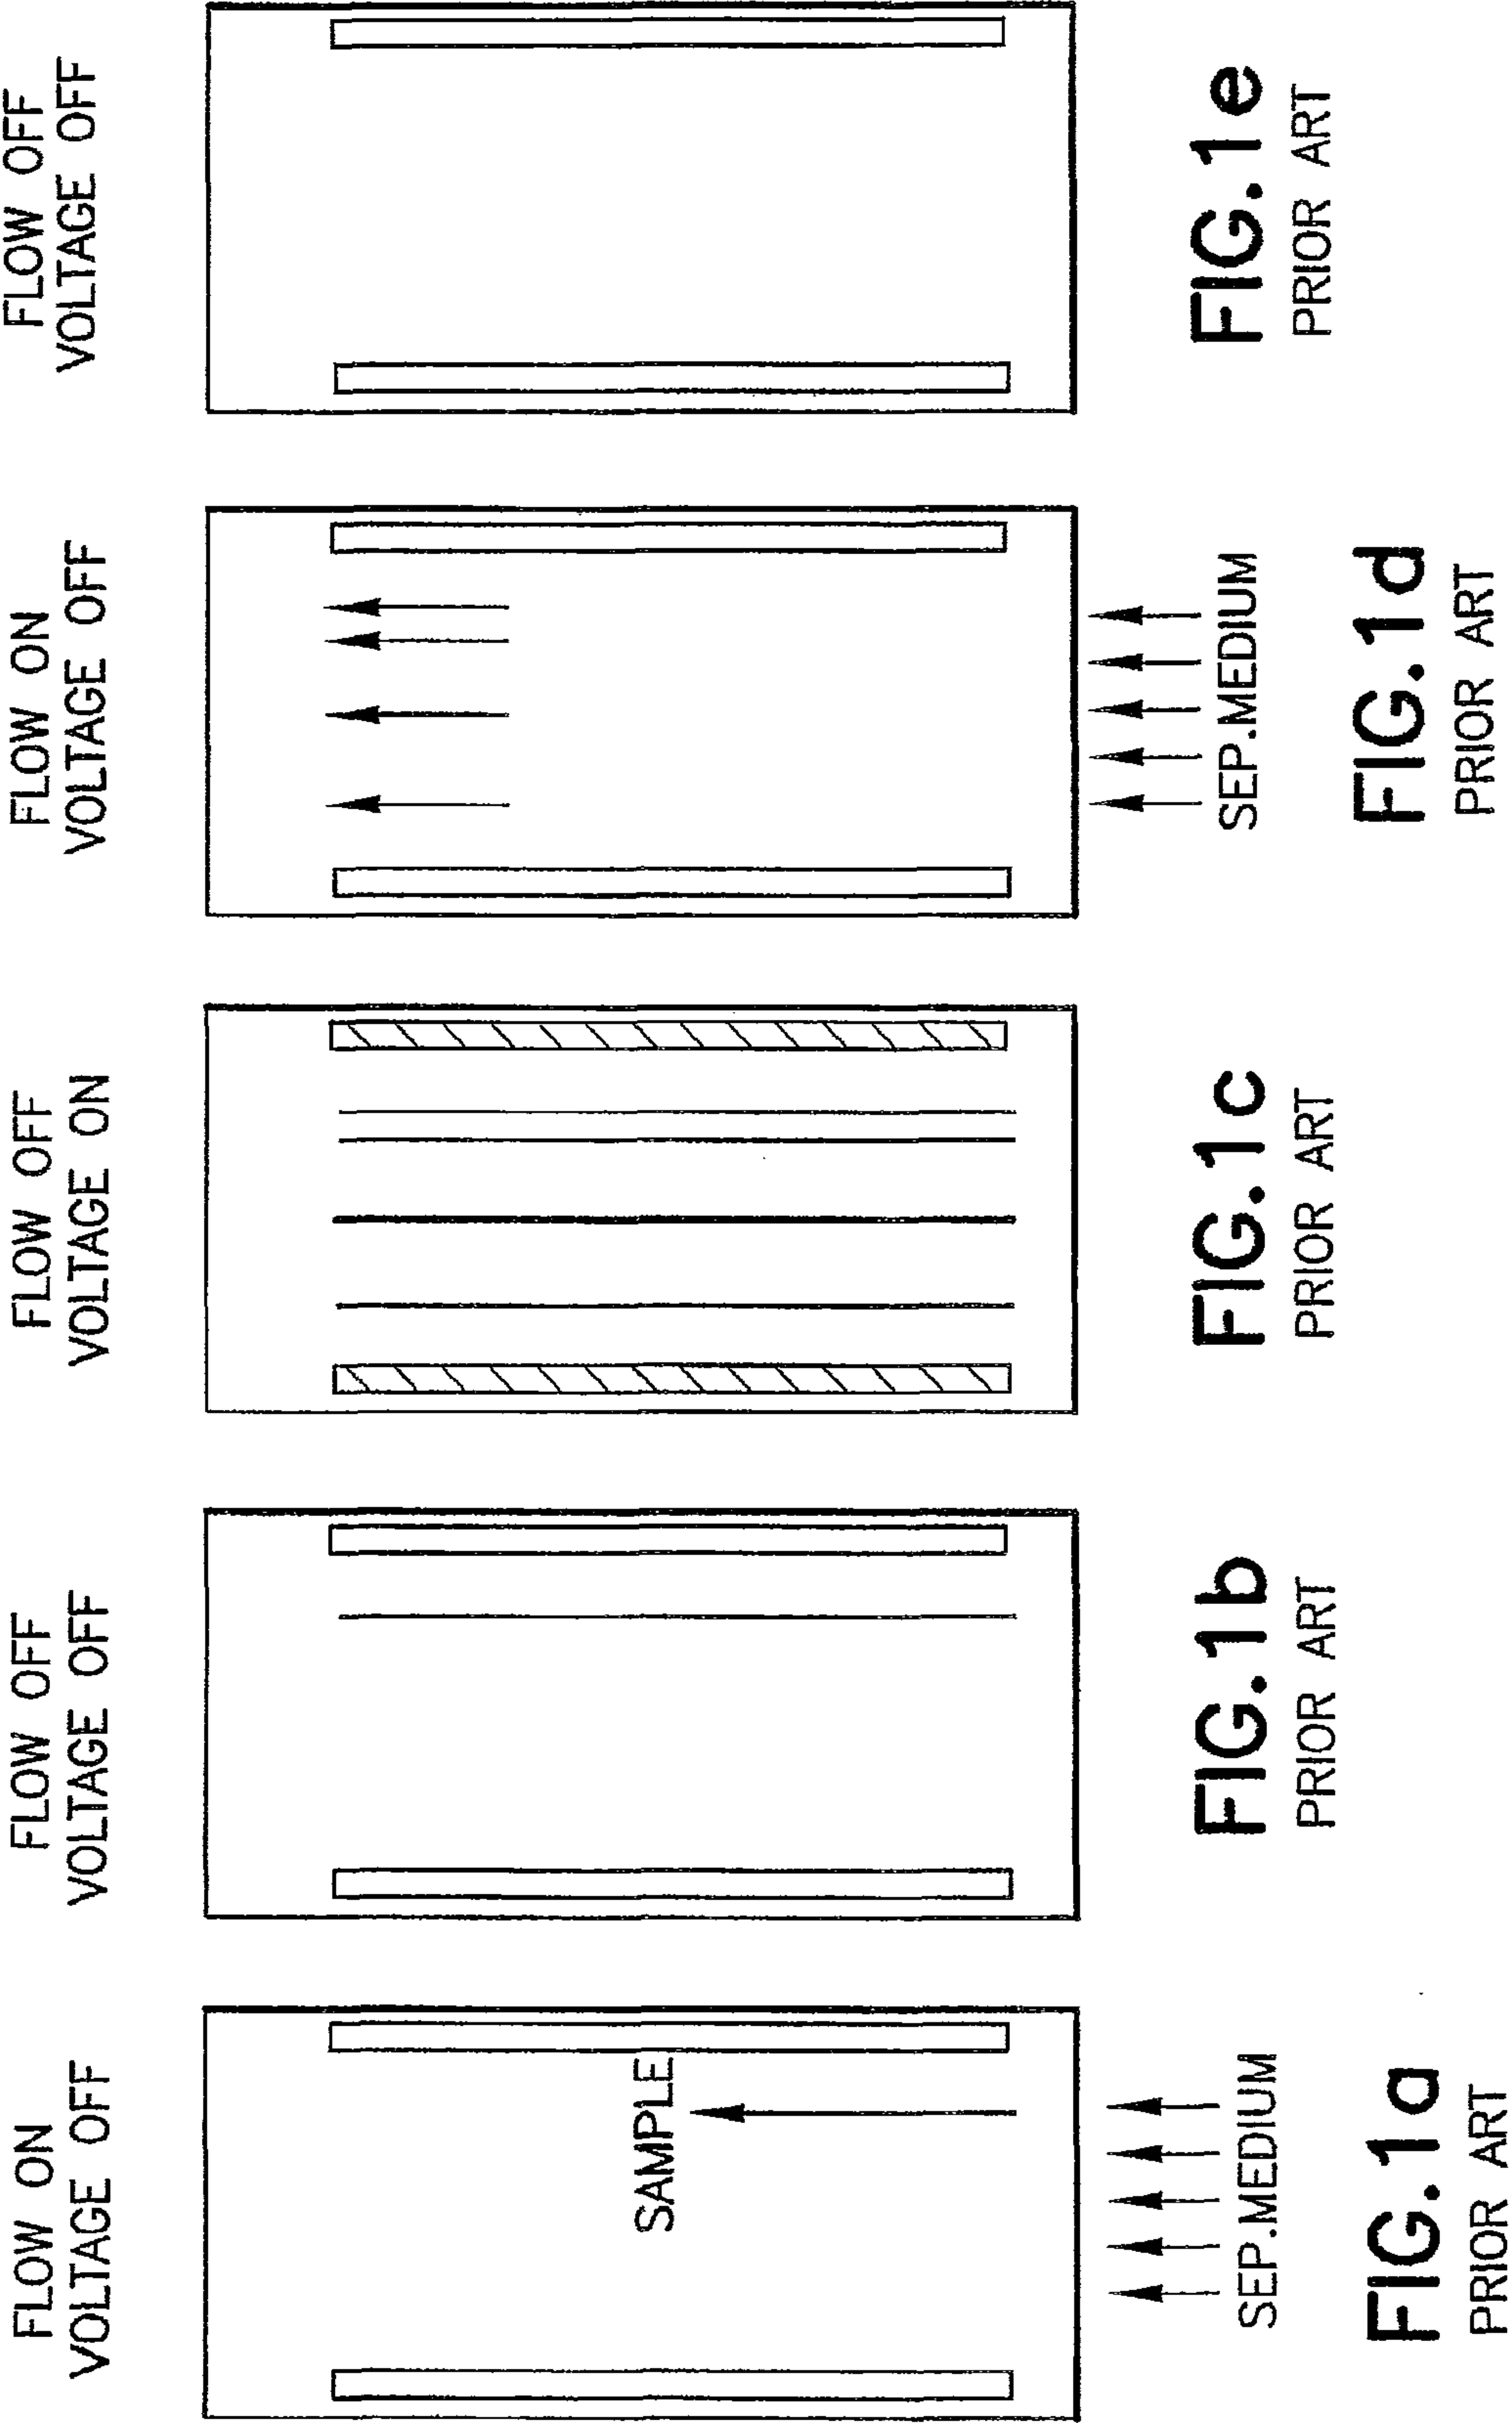 FLOW ON
VOLTAGE OFF
SAMPLE
SEP.MEDIUM
FIG.1a
PRIOR ART
FLOW OFF
VOLTAGE OFF
FIG.1b
PRIOR ART
FLOW OFF
VOLTAGE ON
FIG.1c
PRIOR ART
FLOW ON
VOLTAGE OFF
SEP.MEDIUM
FIG.1d
PRIOR ART
FLOW OFF
VOLTAGE OFF
FIG.1e
PRIOR ART